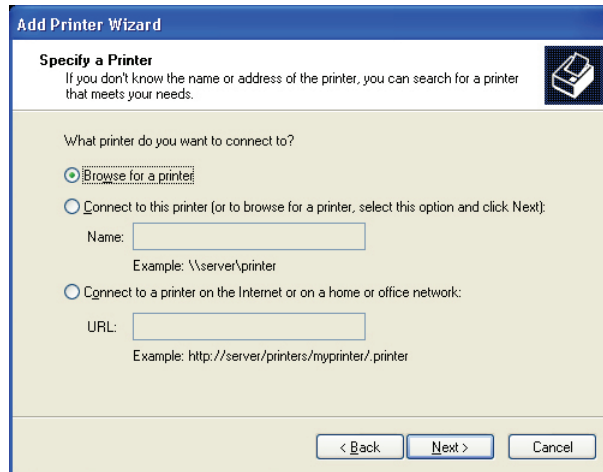 Add Printer Wizard
Specify a Printer
If you don't know the name or address of the printer, you can search for a printer
that meets your needs.
What printer do you want to connect to?
Browse for a printer
Connect to this printer (or to browse for a printer, select this option and click Next):
Name:
Example: \\server\printer
Connect to a printer on the Internet or on a home or office network:
URL:
Example: http://server/printers/myprinter/.printer
< Back Next > Cancel